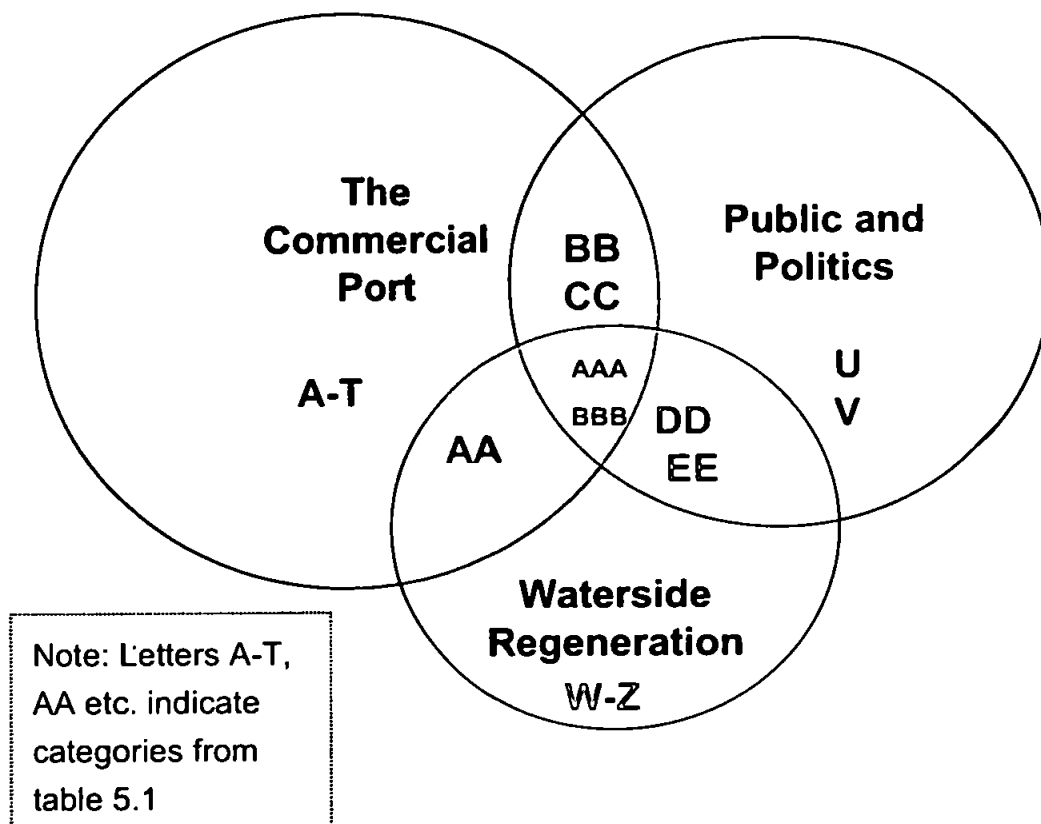 The
Commercial
Port
A-T
BB
CC
Public and
Politics
U
V
AAA
BBB
AA
DD
EE
Waterside
Regeneration
W-Z
Note: Letters A-T,
AA etc. indicate
categories from
table 5.1